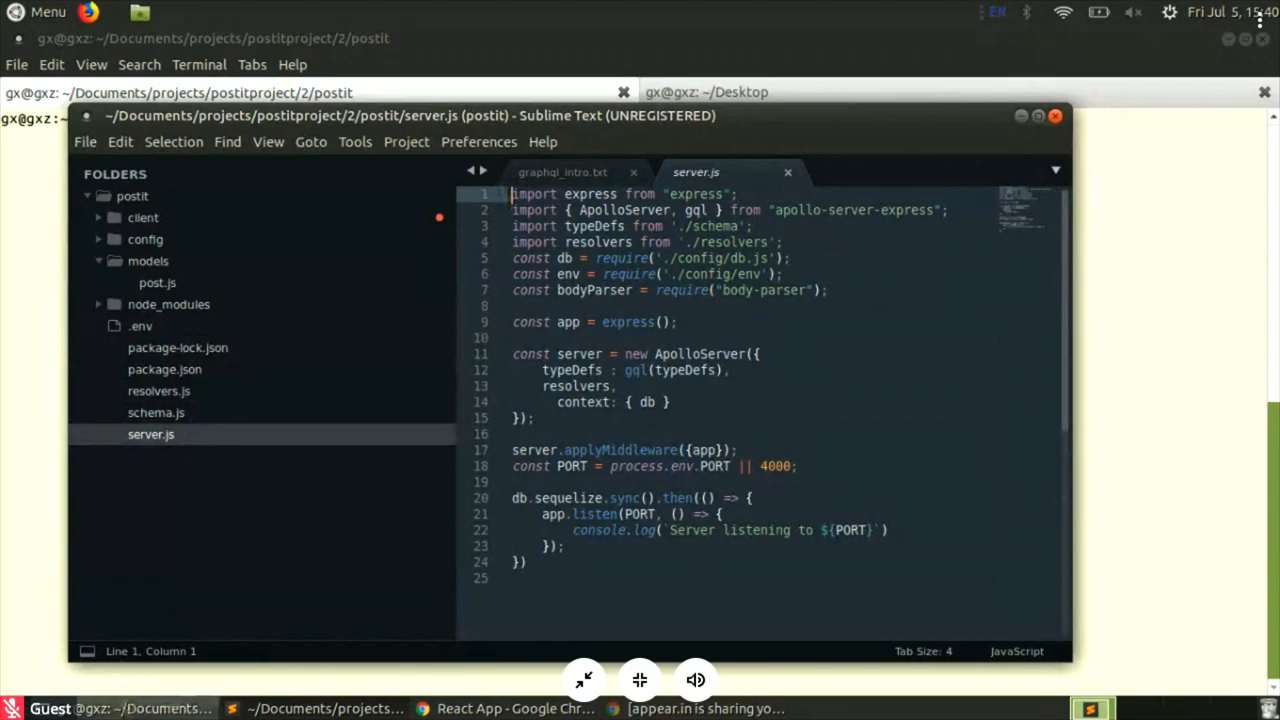 Menu
EN
Fri Jul 5, 15:40
gx@gxz: ~/Documents/projects/postitproject/2/postit
File Edit View Search Terminal Tabs Help
gx@gxz: ~/Documents/projects/postitproject/2/postit
gx@gxz: ~/Desktop
gx@gxz:~
~/Documents/projects/postitproject/2/postit/server.js (postit) - Sublime Text (UNREGISTERED)
File Edit Selection Find View Goto Tools Project Preferences Help
FOLDERS
postit
client
config
models
post.js
node_modules
.env
package-lock.json
package.json
resolvers.js
schema.js
server.js
graphql_intro.txt
server.js
1 import express from "express";
2 import { ApolloServer, gql } from "apollo-server-express";
3 import typeDefs from './schema';
4 import resolvers from './resolvers';
5 const db = require('./config/db.js');
6 const env = require('./config/env');
7 const bodyParser = require("body-parser");
8
9 const app = express();
10
11 const server = new ApolloServer({
12     typeDefs : gql(typeDefs),
13     resolvers,
14       context: { db }
15 });
16
17 server.applyMiddleware({app});
18 const PORT = process.env.PORT || 4000;
19
20 db.sequelize.sync().then(() => {
21     app.listen(PORT, () => {
22         console.log(`Server listening to ${PORT}`)
23     });
24 })
25
Line 1, Column 1
Tab Size: 4
JavaScript
Guest
@gxz: ~/Documents...
~/Documents/projects...
React App - Google Chr...
[appear.in is sharing yo...